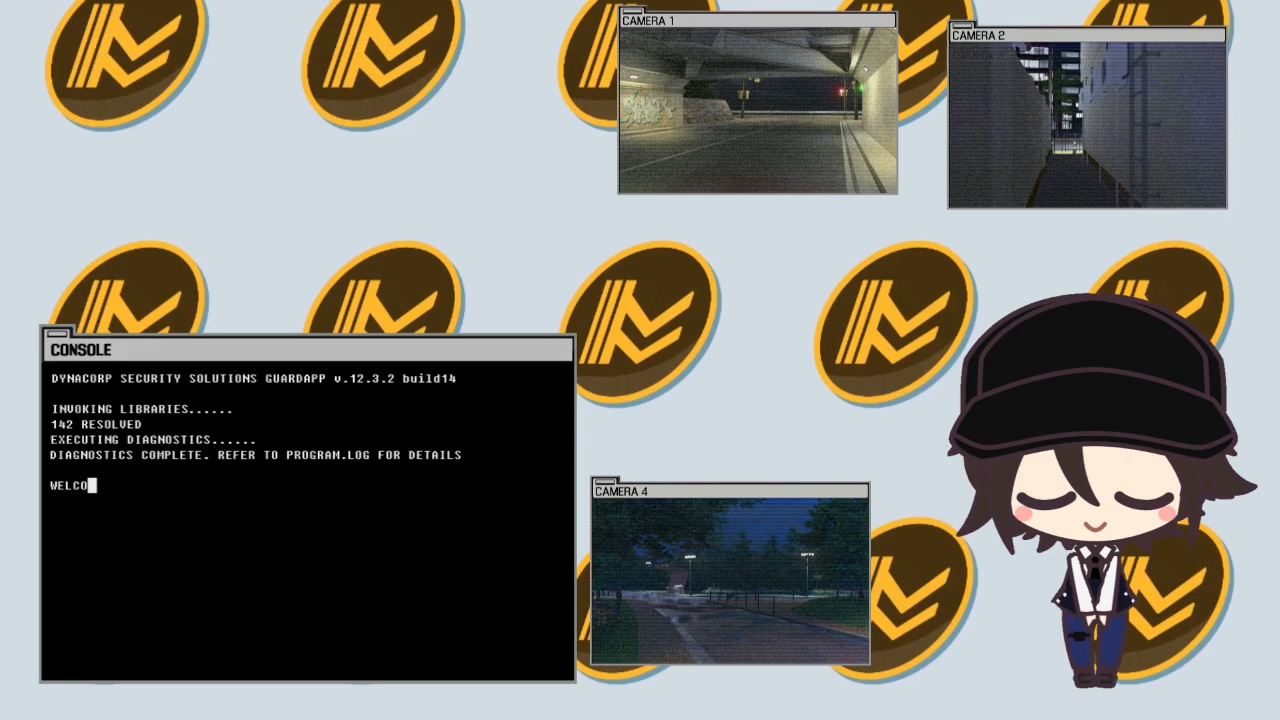 CAMERA 1
CAMERA 2
CONSOLE
DYNACORP SECURITY SOLUTIONS GUARDAPP v.12.3.2 build14
INVOKING LIBRARIES......
142 RESOLVED
EXECUTING DIAGNOSTICS......
DIAGNOSTICS COMPLETE. REFER TO PROGRAM.LOG FOR DETAILS
WELCO
CAMERA 4